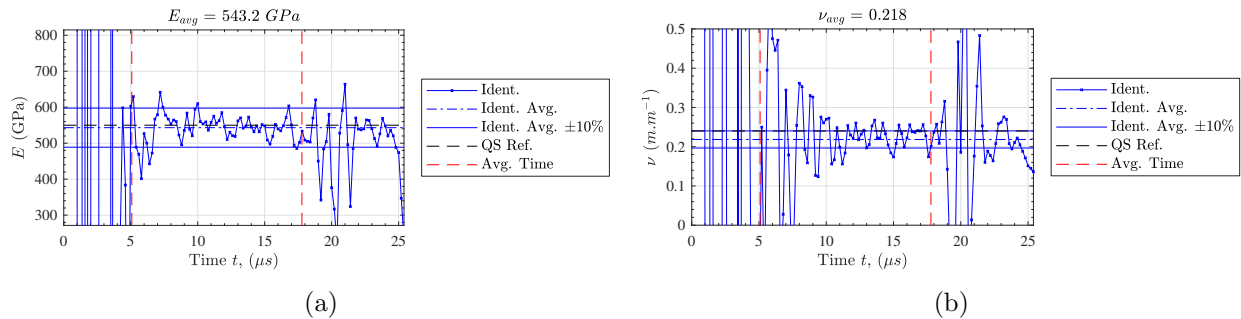 E_avg = 543.2 GPa
800
700
600
500
400
300
E (GPa)
0 5 10 15 20 25
Time t, (μs)
Ident.
Ident. Avg.
Ident. Avg. ±10%
QS Ref.
Avg. Time
(a)
ν_avg = 0.218
0.5
0.4
0.3
0.2
0.1
0
ν (m.m⁻¹)
0 5 10 15 20 25
Time t, (μs)
Ident.
Ident. Avg.
Ident. Avg. ±10%
QS Ref.
Avg. Time
(b)